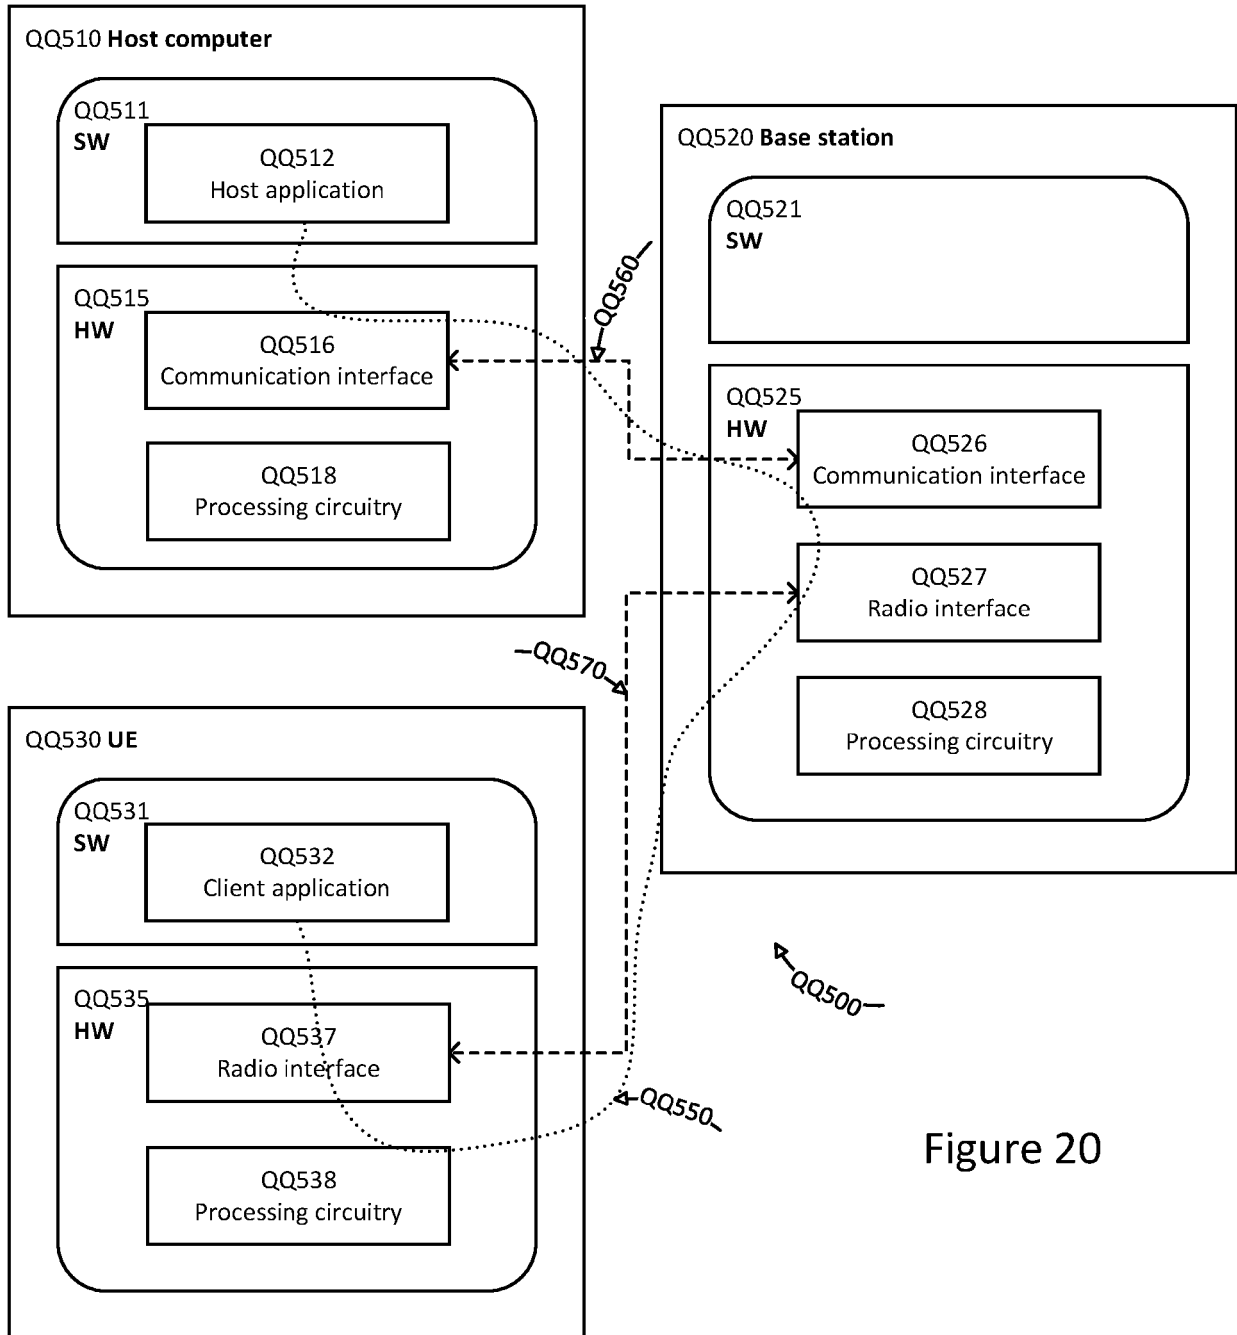 QQ510 Host computer
QQ511
SW
QQ512
Host application
QQ515
HW
QQ516
Communication interface
QQ518
Processing circuitry
QQ520 Base station
QQ521
SW
QQ525
HW
QQ526
Communication interface
QQ527
Radio interface
QQ528
Processing circuitry
QQ560
QQ570
QQ530 UE
QQ531
SW
QQ532
Client application
QQ535
HW
QQ537
Radio interface
QQ538
Processing circuitry
QQ500
QQ550
Figure 20